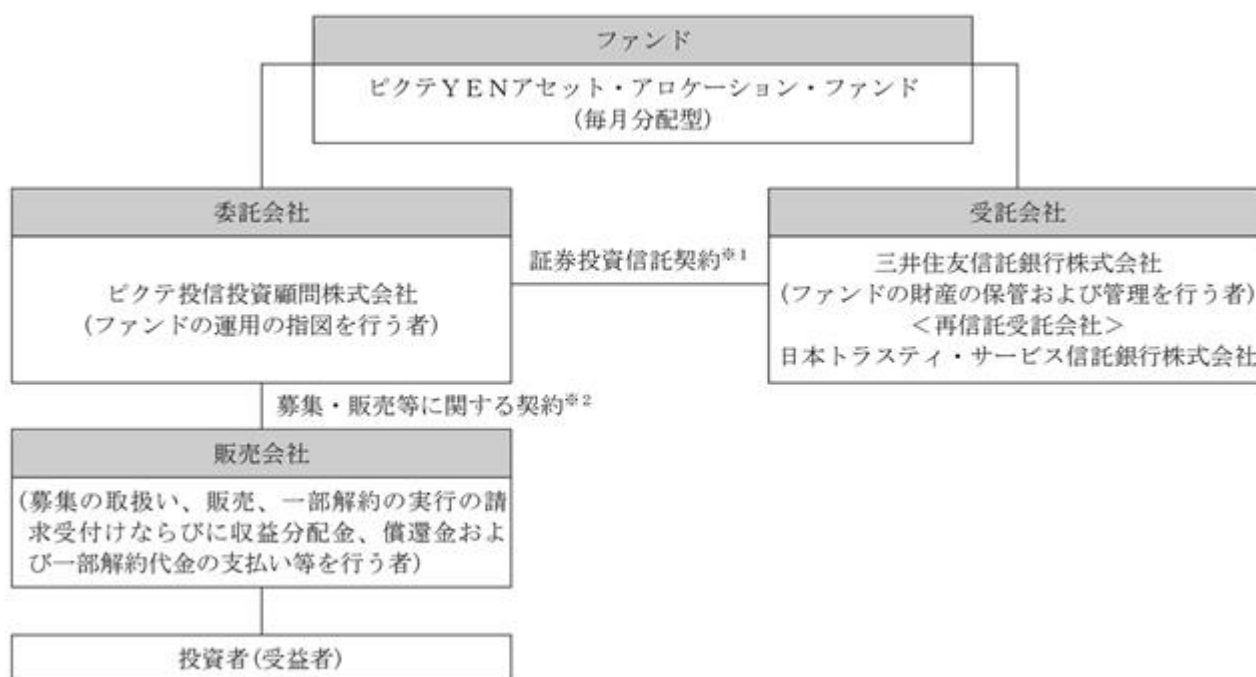 ファンド
ピクテYENアセット・アロケーション・ファンド
(毎月分配型)
委託会社
ピクテ投信投資顧問株式会社
(ファンドの運用の指図を行う者)
証券投資信託契約※1
受託会社
三井住友信託銀行株式会社
(ファンドの財産の保管および管理を行う者)
<再信託受託会社>
日本トラスティ・サービス信託銀行株式会社
募集・販売等に関する契約※2
販売会社
(募集の取扱い、販売、一部解約の実行の請
求受付けならびに収益分配金、償還金およ
び一部解約代金の支払い等を行う者)
投資者(受益者)